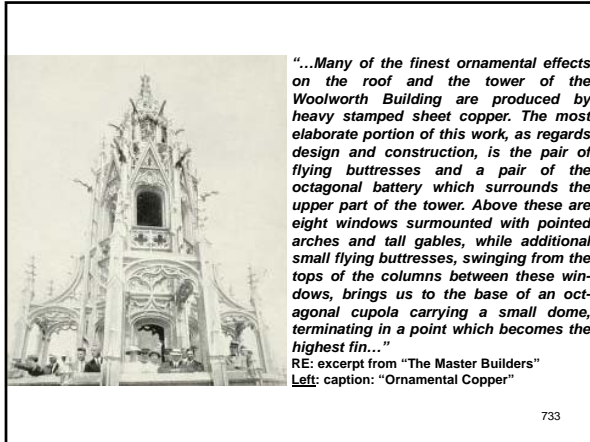 “…Many of the finest ornamental effects
on the roof and the tower of the
Woolworth Building are produced by
heavy stamped sheet copper. The most
elaborate portion of this work, as regards
design and construction, is the pair of
flying buttresses and a pair of the
octagonal battery which surrounds the
upper part of the tower. Above these are
eight windows surmounted with pointed
arches and tall gables, while additional
small flying buttresses, swinging from the
tops of the columns between these win-
dows, brings us to the base of an oct-
agonal cupola carrying a small dome,
terminating in a point which becomes the
highest fin…”
RE: excerpt from “The Master Builders”
Left: caption: “Ornamental Copper”
733